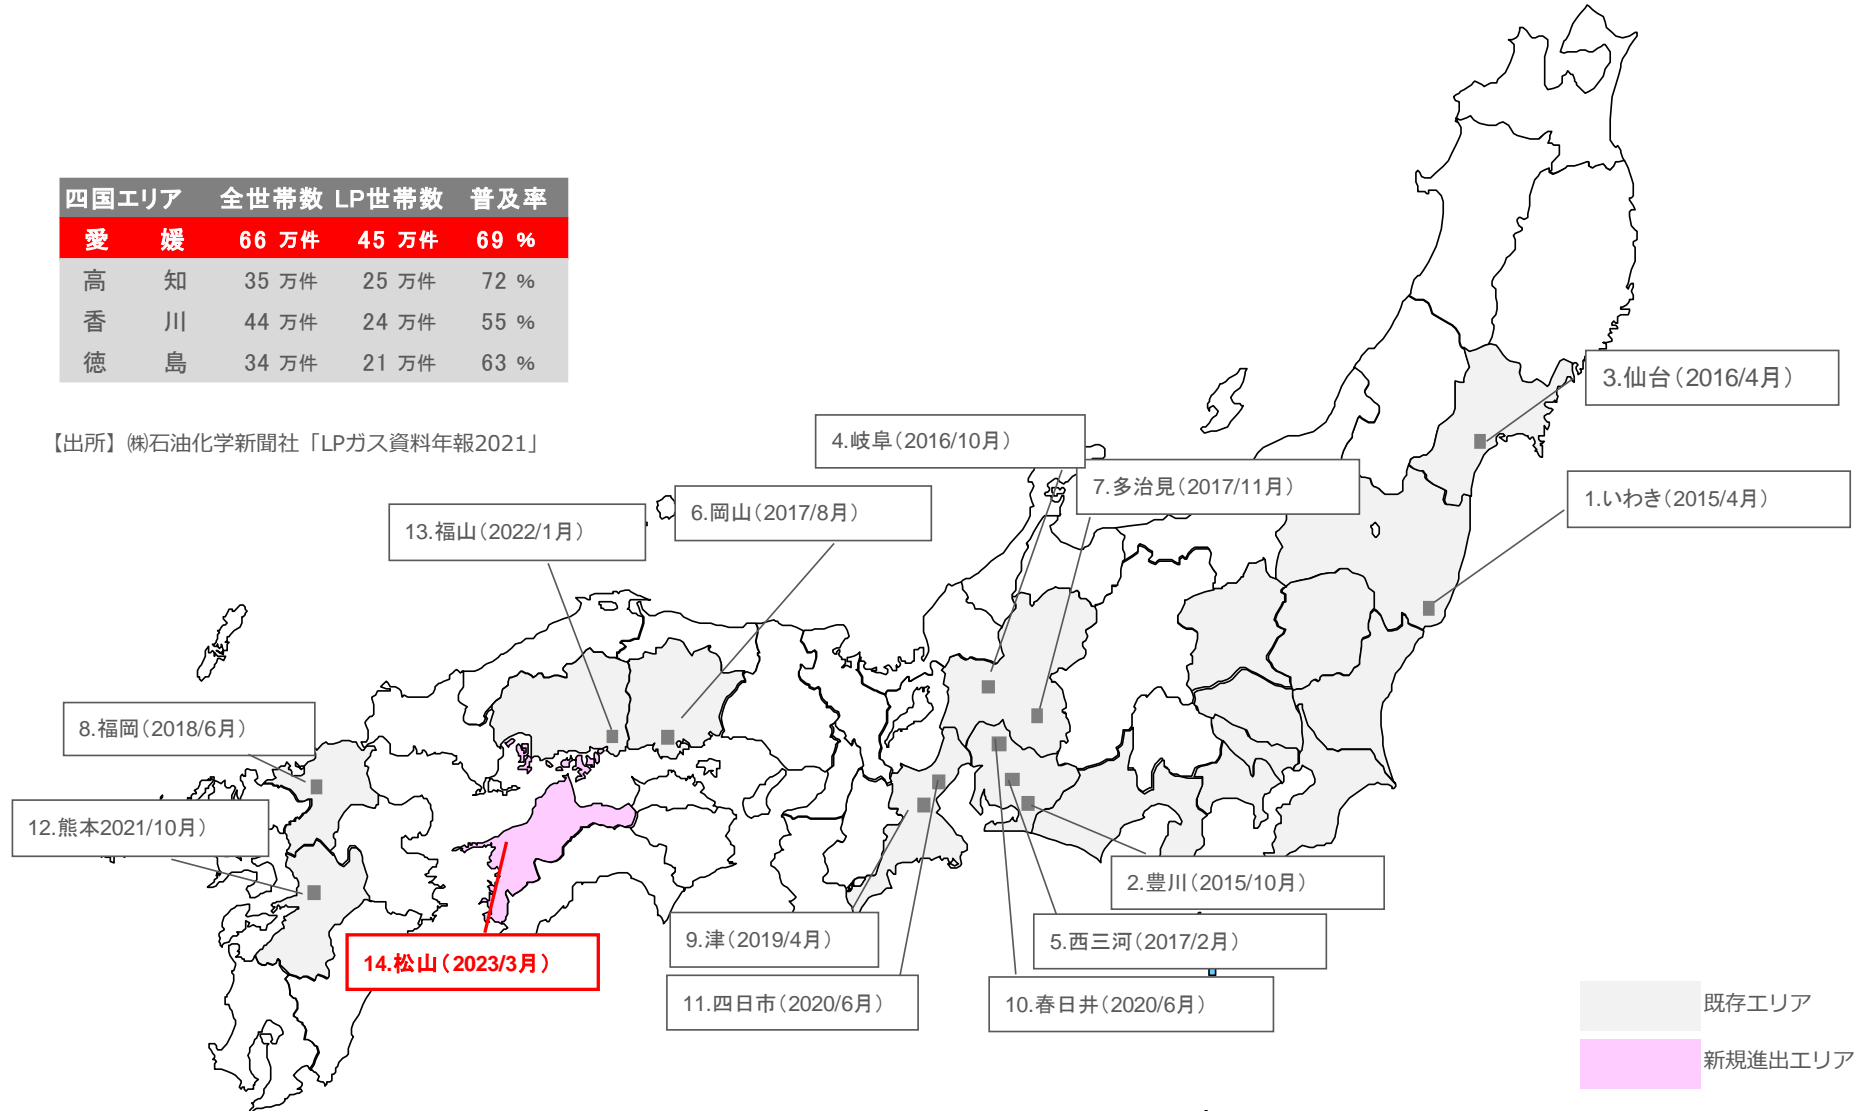 四国エリア 全世帯数 LP世帯数 普及率
愛 媛 66 万件 45 万件 69 %
高 知 35 万件 25 万件 72 %
香 川 44 万件 24 万件 55 %
徳 島 34 万件 21 万件 63 %
【出所】㈱石油化学新聞社「LPガス資料年報2021」
3.仙台(2016/4月)
4.岐阜(2016/10月)
7.多治見(2017/11月)
1.いわき(2015/4月)
6.岡山(2017/8月)
13.福山(2022/1月)
8.福岡(2018/6月)
12.熊本2021/10月)
2.豊川(2015/10月)
9.津(2019/4月)
5.西三河(2017/2月)
14.松山(2023/3月)
11.四日市(2020/6月)
10.春日井(2020/6月)
既存エリア
新規進出エリア